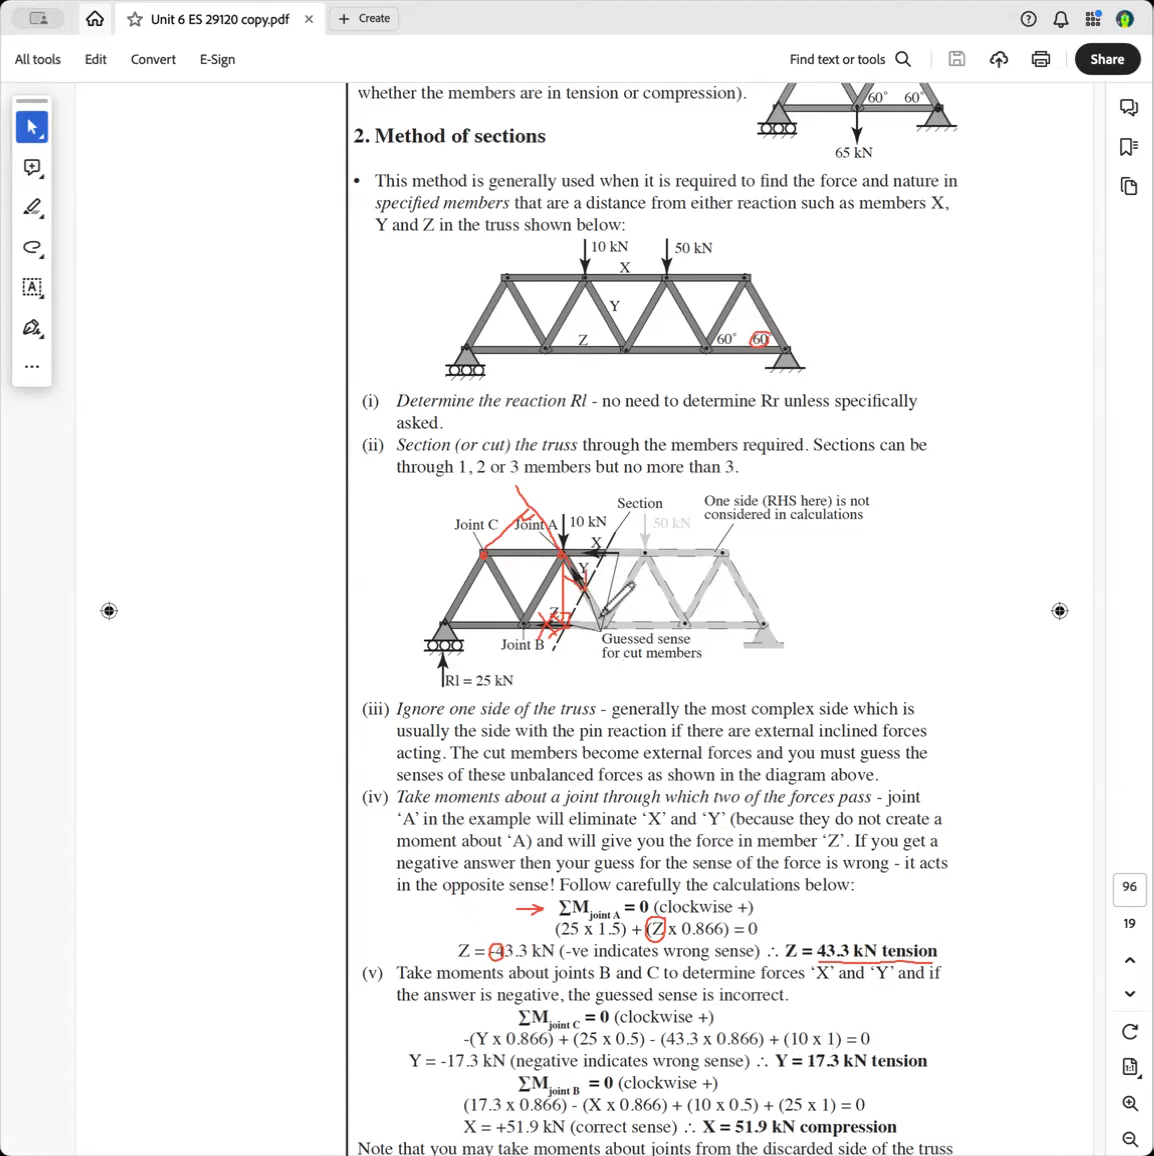 Unit 6 ES 29120 copy.pdf
Create
All tools
Edit
Convert
E-Sign
Find text or tools
Share
whether the members are in tension or compression).
60°
60°
65 kN
2. Method of sections
• This method is generally used when it is required to find the force and nature in
specified members that are a distance from either reaction such as members X,
Y and Z in the truss shown below:
10 kN
50 kN
X
Y
Z
60°
60°
(i) Determine the reaction Rl - no need to determine Rr unless specifically
asked.
(ii) Section (or cut) the truss through the members required. Sections can be
through 1, 2 or 3 members but no more than 3.
Section
One side (RHS here) is not
considered in calculations
Joint C
Joint A
10 kN
50 kN
X
Y
Z
Joint B
Guessed sense
for cut members
Rl = 25 kN
(iii) Ignore one side of the truss - generally the most complex side which is
usually the side with the pin reaction if there are external inclined forces
acting. The cut members become external forces and you must guess the
senses of these unbalanced forces as shown in the diagram above.
(iv) Take moments about a joint through which two of the forces pass - joint
‘A’ in the example will eliminate ‘X’ and ‘Y’ (because they do not create a
moment about ‘A) and will give you the force in member ‘Z’. If you get a
negative answer then your guess for the sense of the force is wrong - it acts
in the opposite sense! Follow carefully the calculations below:
ΣM joint A = 0 (clockwise +)
(25 x 1.5) + (Z x 0.866) = 0
Z = -43.3 kN (-ve indicates wrong sense) ∴ Z = 43.3 kN tension
(v) Take moments about joints B and C to determine forces ‘X’ and ‘Y’ and if
the answer is negative, the guessed sense is incorrect.
ΣM joint C = 0 (clockwise +)
-(Y x 0.866) + (25 x 0.5) - (43.3 x 0.866) + (10 x 1) = 0
Y = -17.3 kN (negative indicates wrong sense) ∴ Y = 17.3 kN tension
ΣM joint B = 0 (clockwise +)
(17.3 x 0.866) - (X x 0.866) + (10 x 0.5) + (25 x 1) = 0
X = +51.9 kN (correct sense) ∴ X = 51.9 kN compression
Note that you may take moments about joints from the discarded side of the truss
96
19
1:1